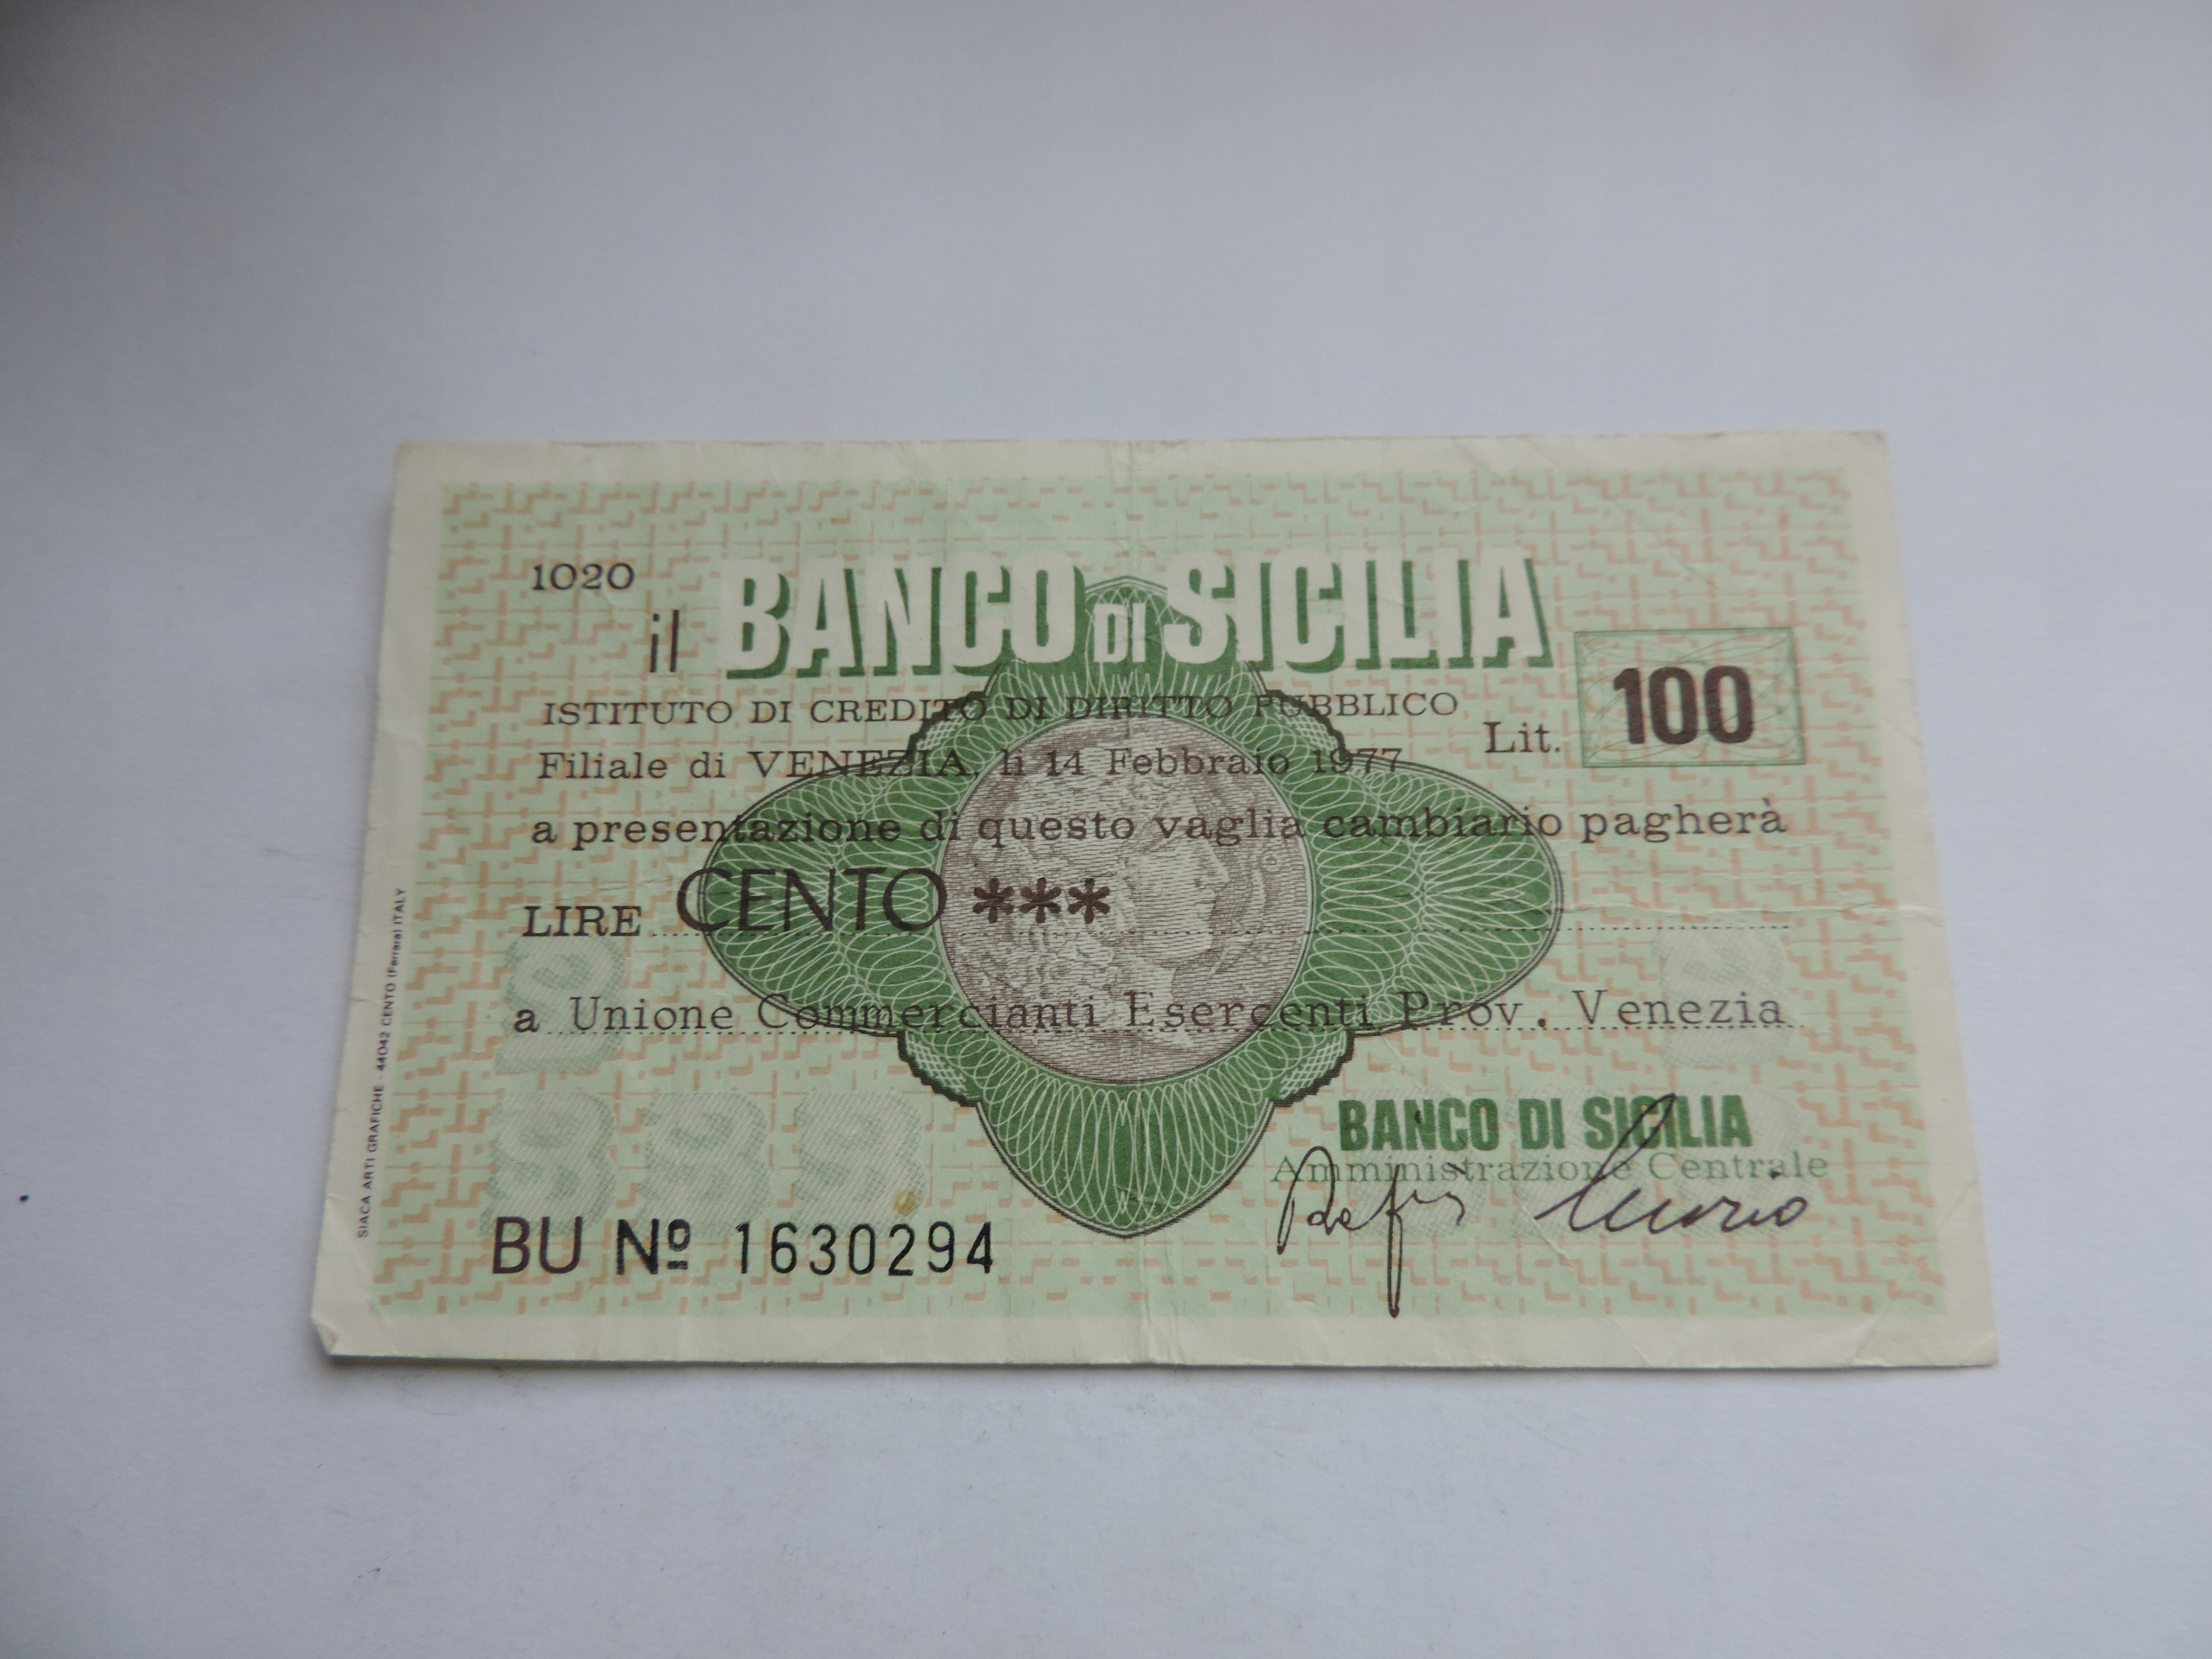 1020
il BANCO DI SICILIA
ISTITUTO DI CREDITO DI DIRITTO PUBBLICO
Lit. 100
Filiale di VENEZIA, lì 14 Febbraio 1977
a presentazione di questo vaglia cambiario pagherà
LIRE CENTO ***
a Unione Commercianti Esercenti Prov. Venezia
BANCO DI SICILIA
Amministrazione Centrale
BU Nº 1630294
SIACA ARTI GRAFICHE - 44042 CENTO (Ferrara) ITALY